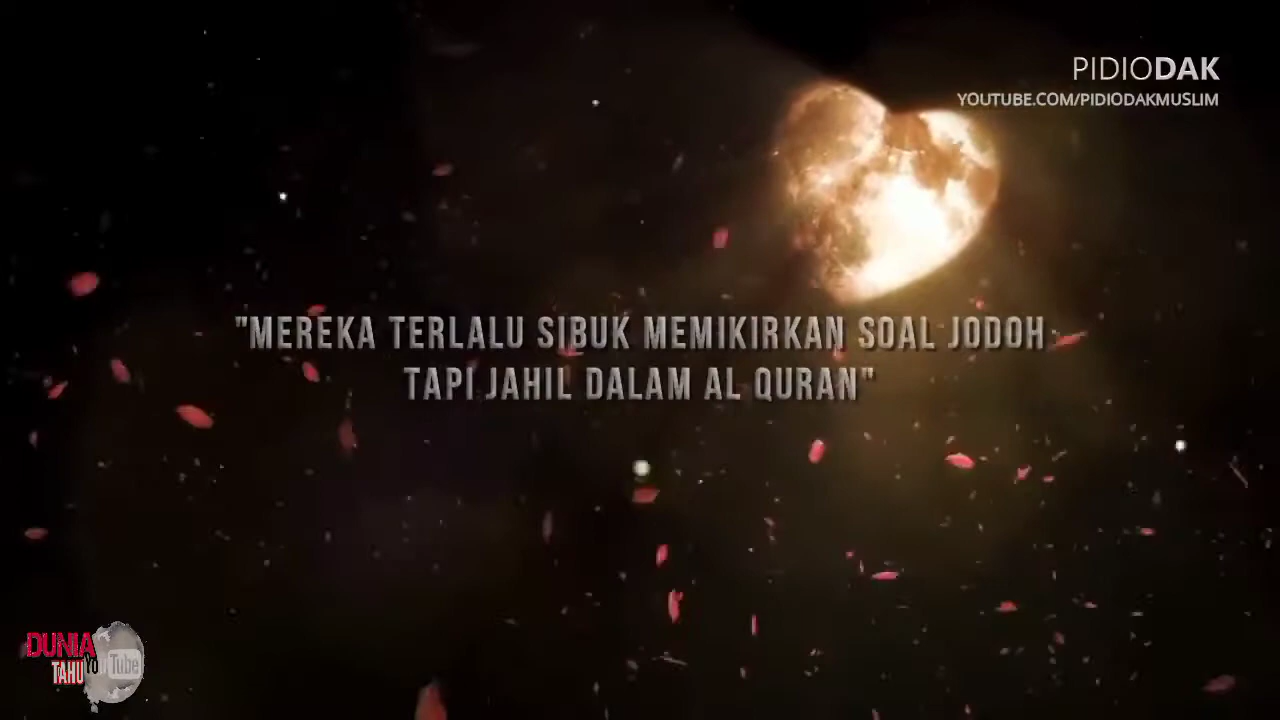 PIDIODAK
YOUTUBE.COM/PIDIODAKMUSLIM
"MEREKA TERLALU SIBUK MEMIKIRKAN SOAL JODOH
TAPI JAHIL DALAM AL QURAN"
DUNIA
TAHU YouTube